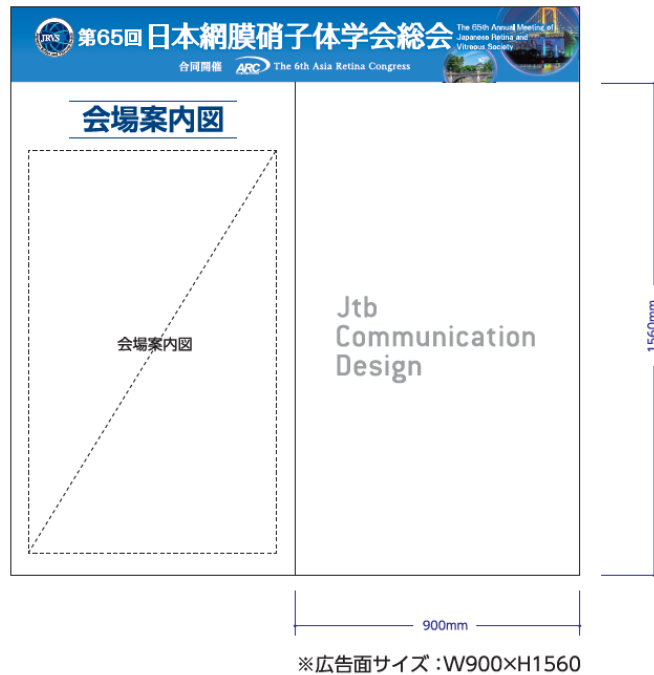 JRVS
第65回 日本網膜硝子体学会総会
The 65th Annual Meeting of
Japanese Retina and
Vitreous Society
合同開催 ARC The 6th Asia Retina Congress
会場案内図
会場案内図
Jtb
Communication
Design
1560mm
900mm
※広告面サイズ：W900×H1560